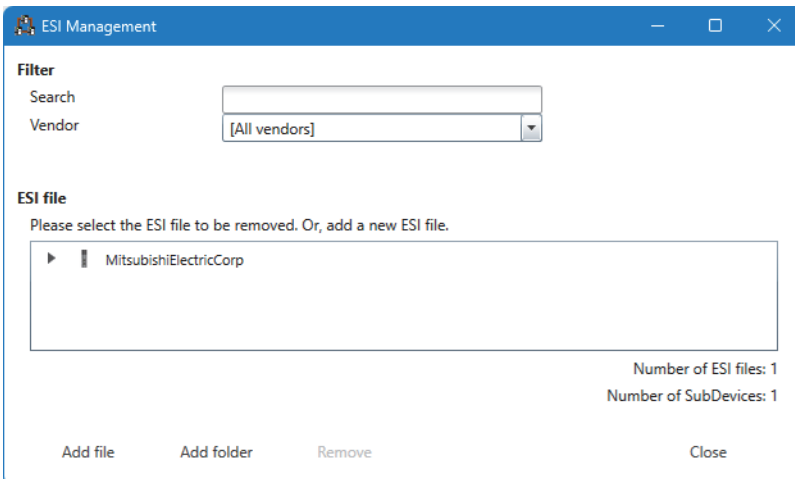 ESI Management
Filter
Search
Vendor [All vendors]
ESI file
Please select the ESI file to be removed. Or, add a new ESI file.
MitsubishiElectricCorp
Number of ESI files: 1
Number of SubDevices: 1
Add file Add folder Remove Close